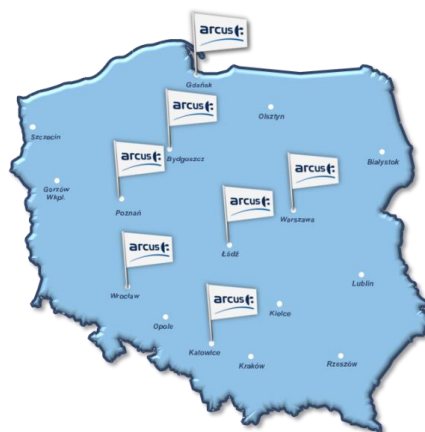 arcus
Gdańsk
arcus
Olsztyn
Szczecin
Bydgoszcz
arcus
arcus
Białystok
Gorzów
Wkpl.
Poznań
arcus
Warszawa
Łódź
arcus
Lublin
Wrocław
arcus
Kielce
Opole
Katowice
Kraków
Rzeszów